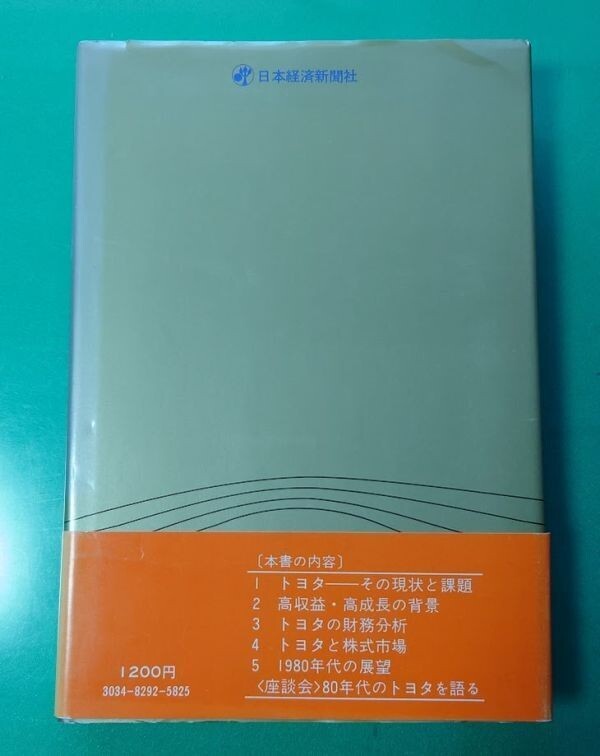 日本経済新聞社
〔本書の内容〕
1 トヨタ──その現状と課題
2 高収益・高成長の背景
3 トヨタの財務分析
4 トヨタと株式市場
5 1980年代の展望
〈座談会〉80年代のトヨタを語る
1200円
3034-8292-5825